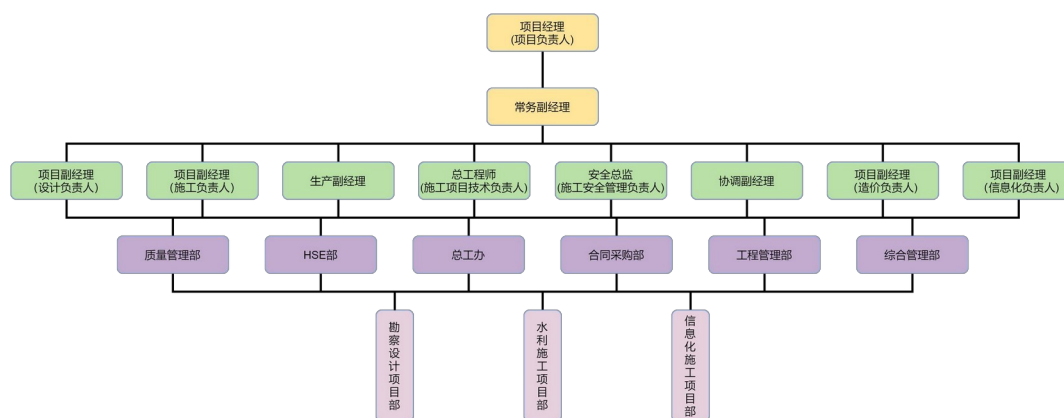 项目经理
(项目负责人)
常务副经理
项目副经理
(设计负责人)
项目副经理
(施工负责人)
生产副经理
总工程师
(施工项目技术负责人)
安全总监
(施工安全管理负责人)
协调副经理
项目副经理
(造价负责人)
项目副经理
(信息化负责人)
质量管理部
HSE部
总工办
合同采购部
工程管理部
综合管理部
勘察设计项目部
水利施工项目部
信息化施工项目部